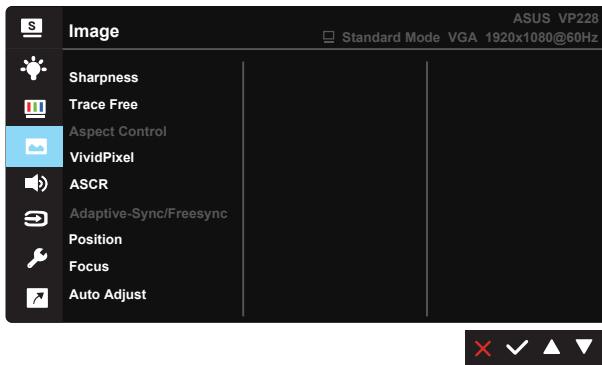 S
Image
ASUS VP228
Standard Mode VGA 1920x1080@60Hz
Sharpness
Trace Free
Aspect Control
VividPixel
ASCR
Adaptive-Sync/Freesync
Position
Focus
Auto Adjust